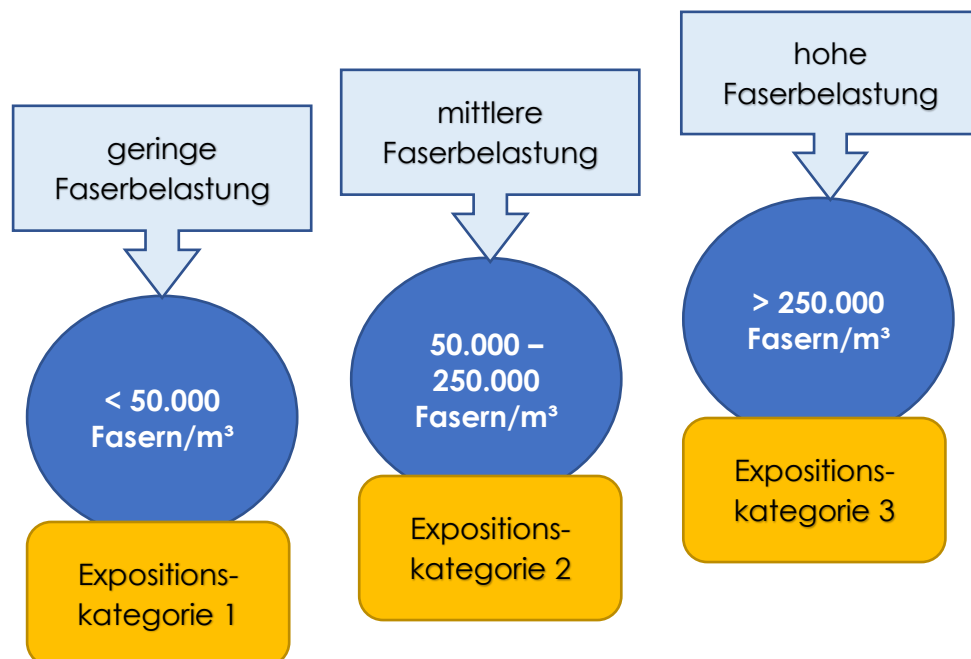 geringe
Faserbelastung
< 50.000
Fasern/m³
Expositions-
kategorie 1
mittlere
Faserbelastung
50.000 –
250.000
Fasern/m³
Expositions-
kategorie 2
hohe
Faserbelastung
> 250.000
Fasern/m³
Expositions-
kategorie 3